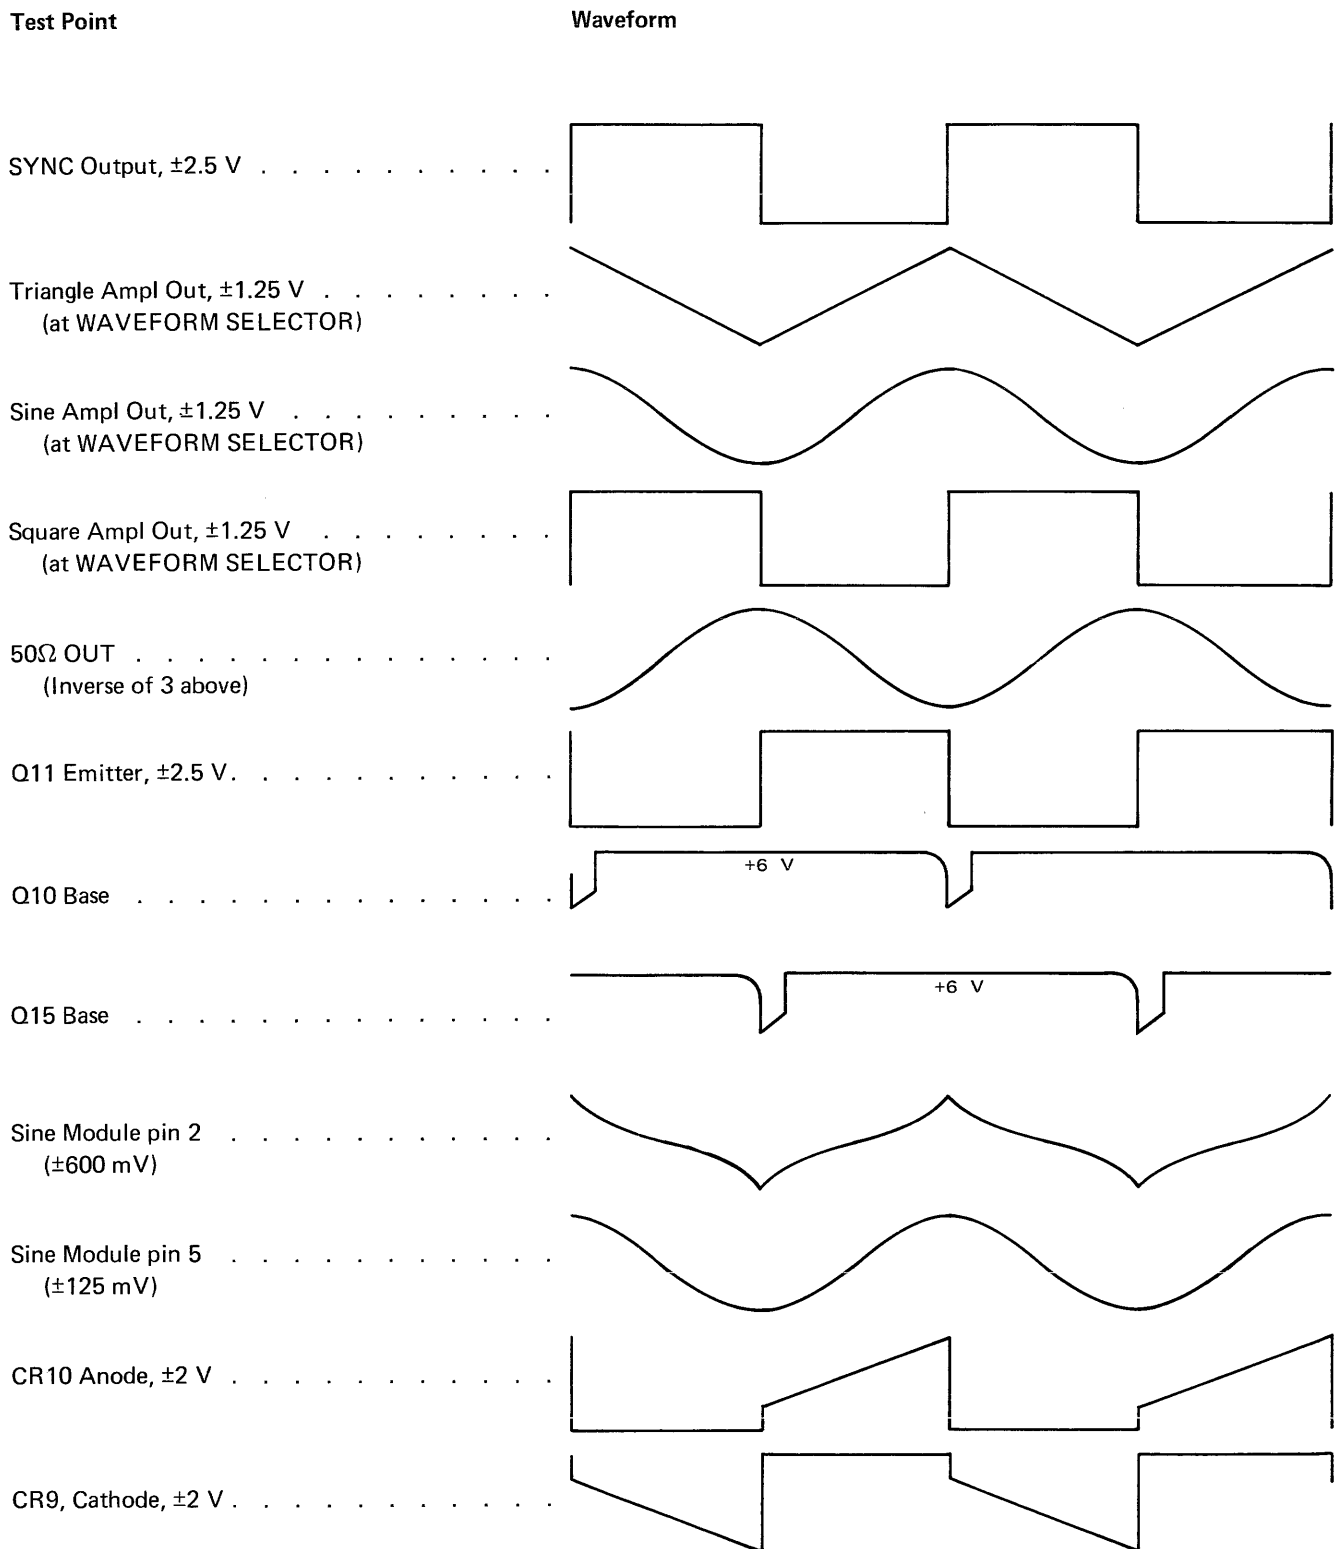 Test Point Waveform
SYNC Output, ±2.5 V . . . . . . . . . .
Triangle Ampl Out, ±1.25 V . . . . . . . .
(at WAVEFORM SELECTOR)
Sine Ampl Out, ±1.25 V . . . . . . . . .
(at WAVEFORM SELECTOR)
Square Ampl Out, ±1.25 V . . . . . . . .
(at WAVEFORM SELECTOR)
50Ω OUT . . . . . . . . . . . . . .
(Inverse of 3 above)
Q11 Emitter, ±2.5 V . . . . . . . . . . .
+6 V
Q10 Base . . . . . . . . . . . . . .
+6 V
Q15 Base . . . . . . . . . . . . . .
Sine Module pin 2 . . . . . . . . . . .
(±600 mV)
Sine Module pin 5 . . . . . . . . . . .
(±125 mV)
CR10 Anode, ±2 V . . . . . . . . . . .
CR9, Cathode, ±2 V . . . . . . . . . . .